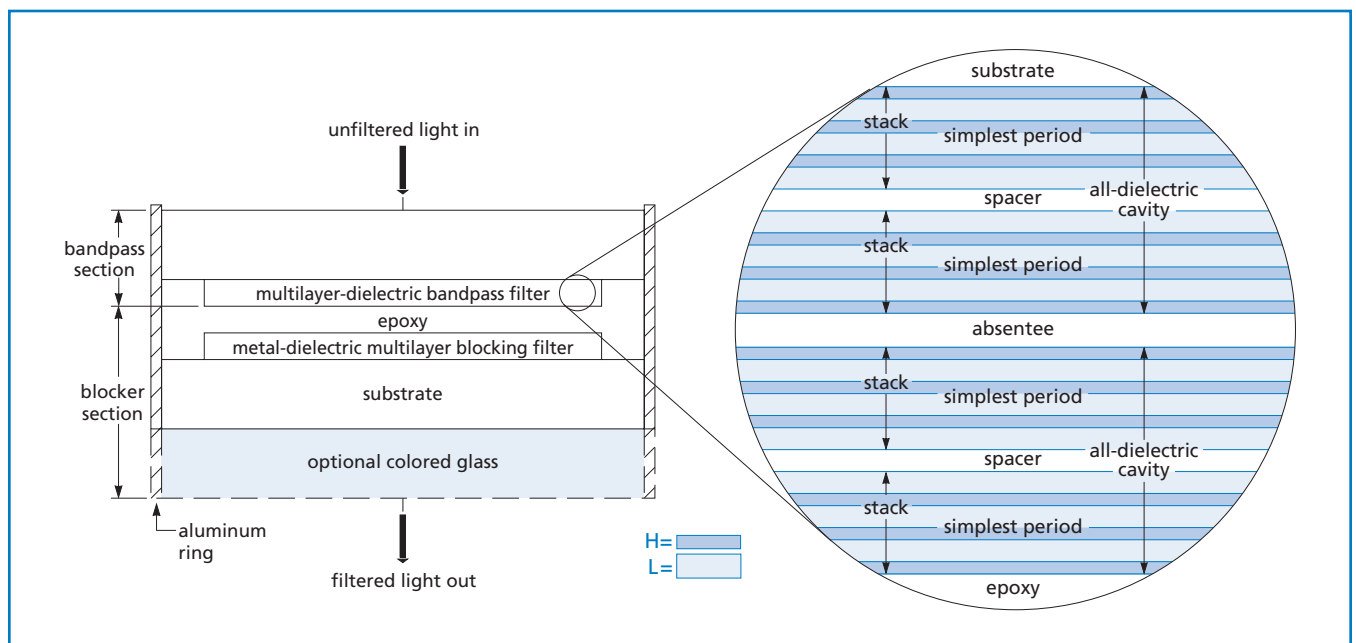 unfiltered light in
bandpass
section
multilayer-dielectric bandpass filter
epoxy
metal-dielectric multilayer blocking filter
blocker
section
substrate
optional colored glass
aluminum
ring
filtered light out
H=
L=
substrate
stack
simplest period
spacer
all-dielectric
cavity
stack
simplest period
absentee
stack
simplest period
spacer
all-dielectric
cavity
stack
simplest period
epoxy